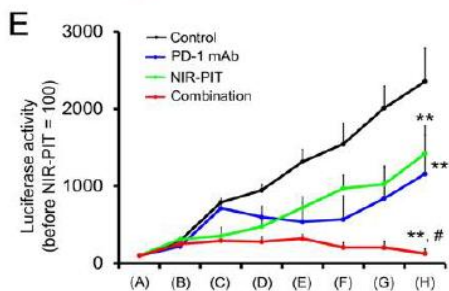 E
3000
2000
1000
0
Luciferase activity
(before NIR-PIT = 100)
Control
PD-1 mAb
NIR-PIT
Combination
**
**
**, #
(A) (B) (C) (D) (E) (F) (G) (H)